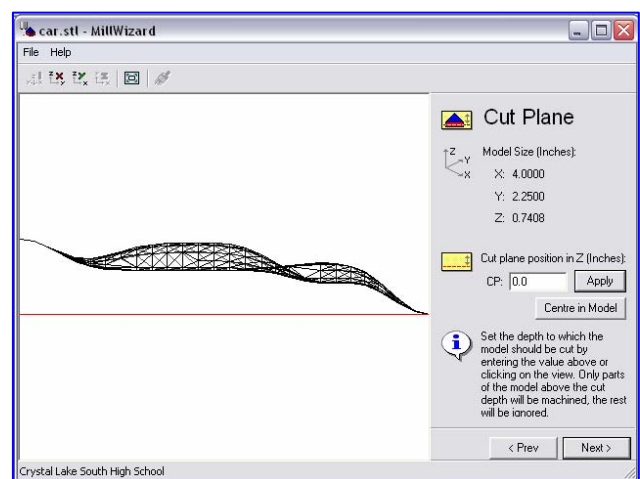 car.stl - MillWizard
File Help
Cut Plane
Z
Y
X
Model Size (Inches):
X: 4.0000
Y: 2.2500
Z: 0.7408
Cut plane position in Z (Inches):
CP: 0.0 Apply
Centre in Model
Set the depth to which the
model should be cut by
entering the value above or
clicking on the view. Only parts
of the model above the cut
depth will be machined, the rest
will be ignored.
< Prev Next >
Crystal Lake South High School